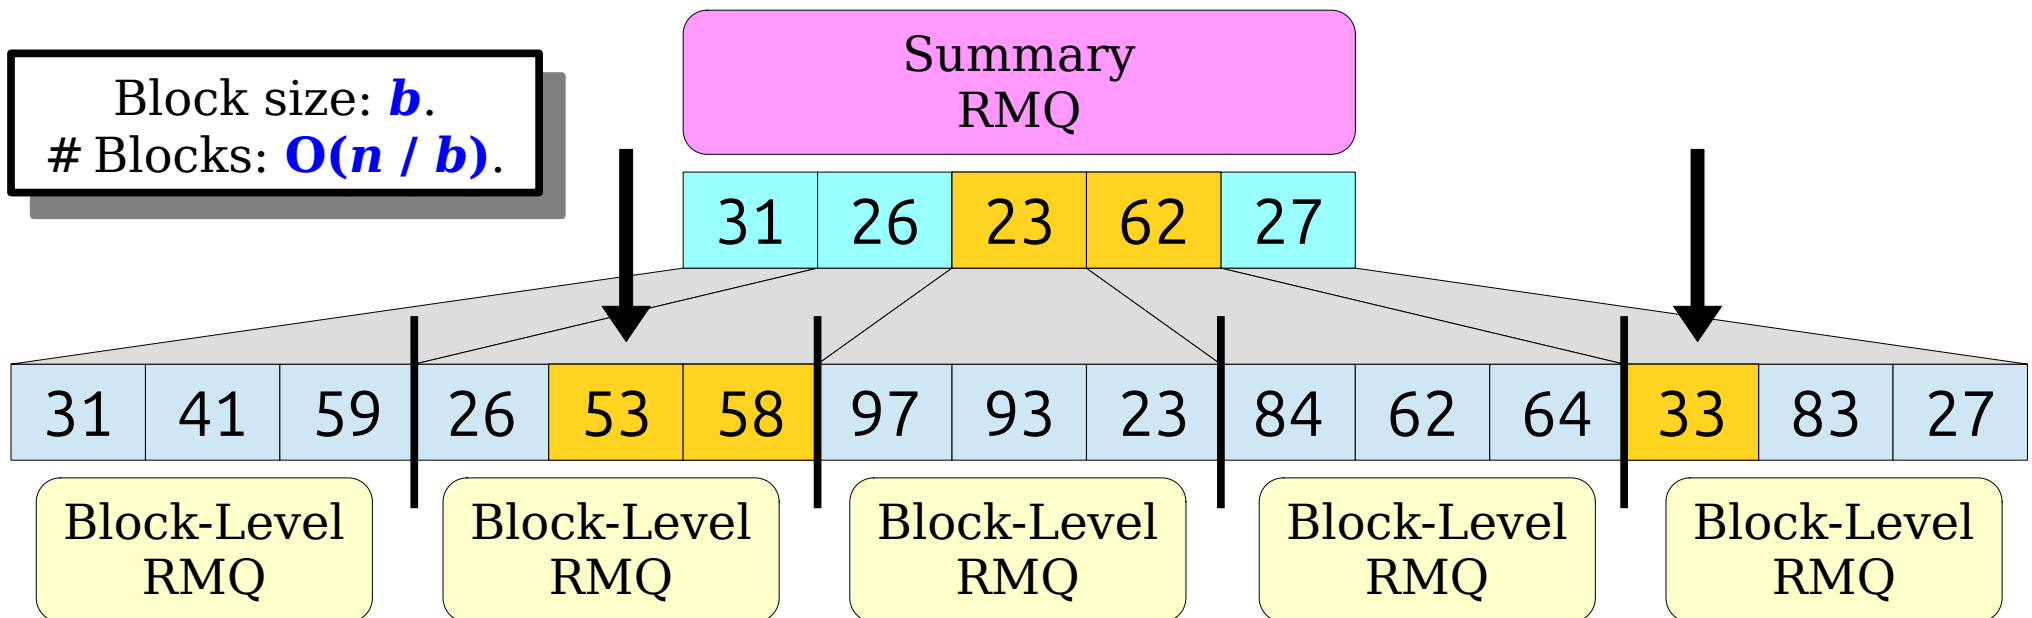 Block size: b.
# Blocks: O(n / b).
Summary
RMQ
31 26 23 62 27
31 41 59 26 53 58 97 93 23 84 62 64 33 83 27
Block-Level
RMQ
Block-Level
RMQ
Block-Level
RMQ
Block-Level
RMQ
Block-Level
RMQ